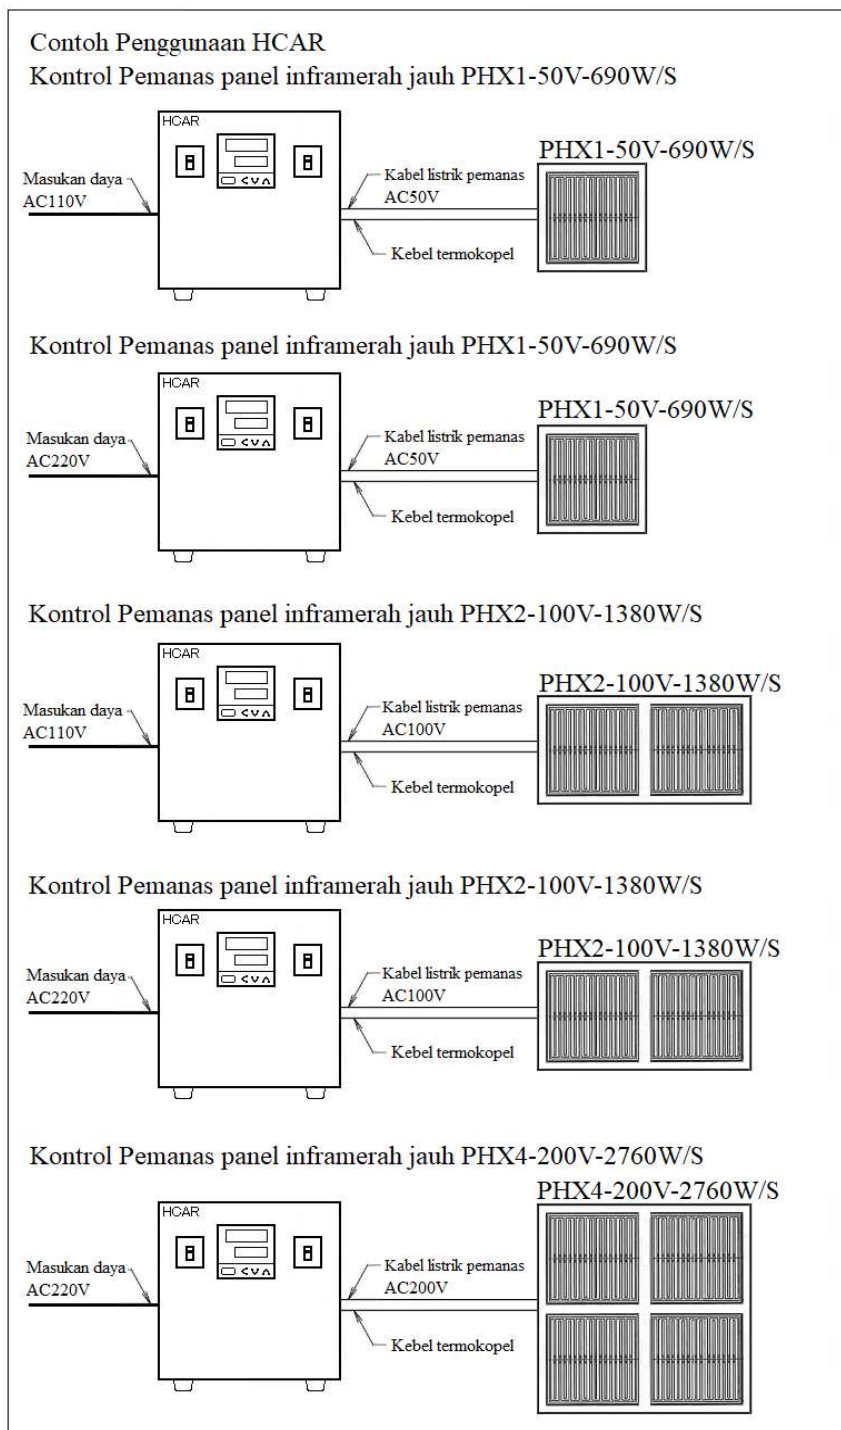 Contoh Penggunaan HCAR
Kontrol Pemanas panel inframerah jauh PHX1-50V-690W/S
HCAR
PHX1-50V-690W/S
Masukan daya
AC110V
Kabel listrik pemanas
AC50V
Kebel termokopel
Kontrol Pemanas panel inframerah jauh PHX1-50V-690W/S
HCAR
PHX1-50V-690W/S
Masukan daya
AC220V
Kabel listrik pemanas
AC50V
Kebel termokopel
Kontrol Pemanas panel inframerah jauh PHX2-100V-1380W/S
HCAR
PHX2-100V-1380W/S
Masukan daya
AC110V
Kabel listrik pemanas
AC100V
Kebel termokopel
Kontrol Pemanas panel inframerah jauh PHX2-100V-1380W/S
HCAR
PHX2-100V-1380W/S
Masukan daya
AC220V
Kabel listrik pemanas
AC100V
Kebel termokopel
Kontrol Pemanas panel inframerah jauh PHX4-200V-2760W/S
PHX4-200V-2760W/S
HCAR
Masukan daya
AC220V
Kabel listrik pemanas
AC200V
Kebel termokopel